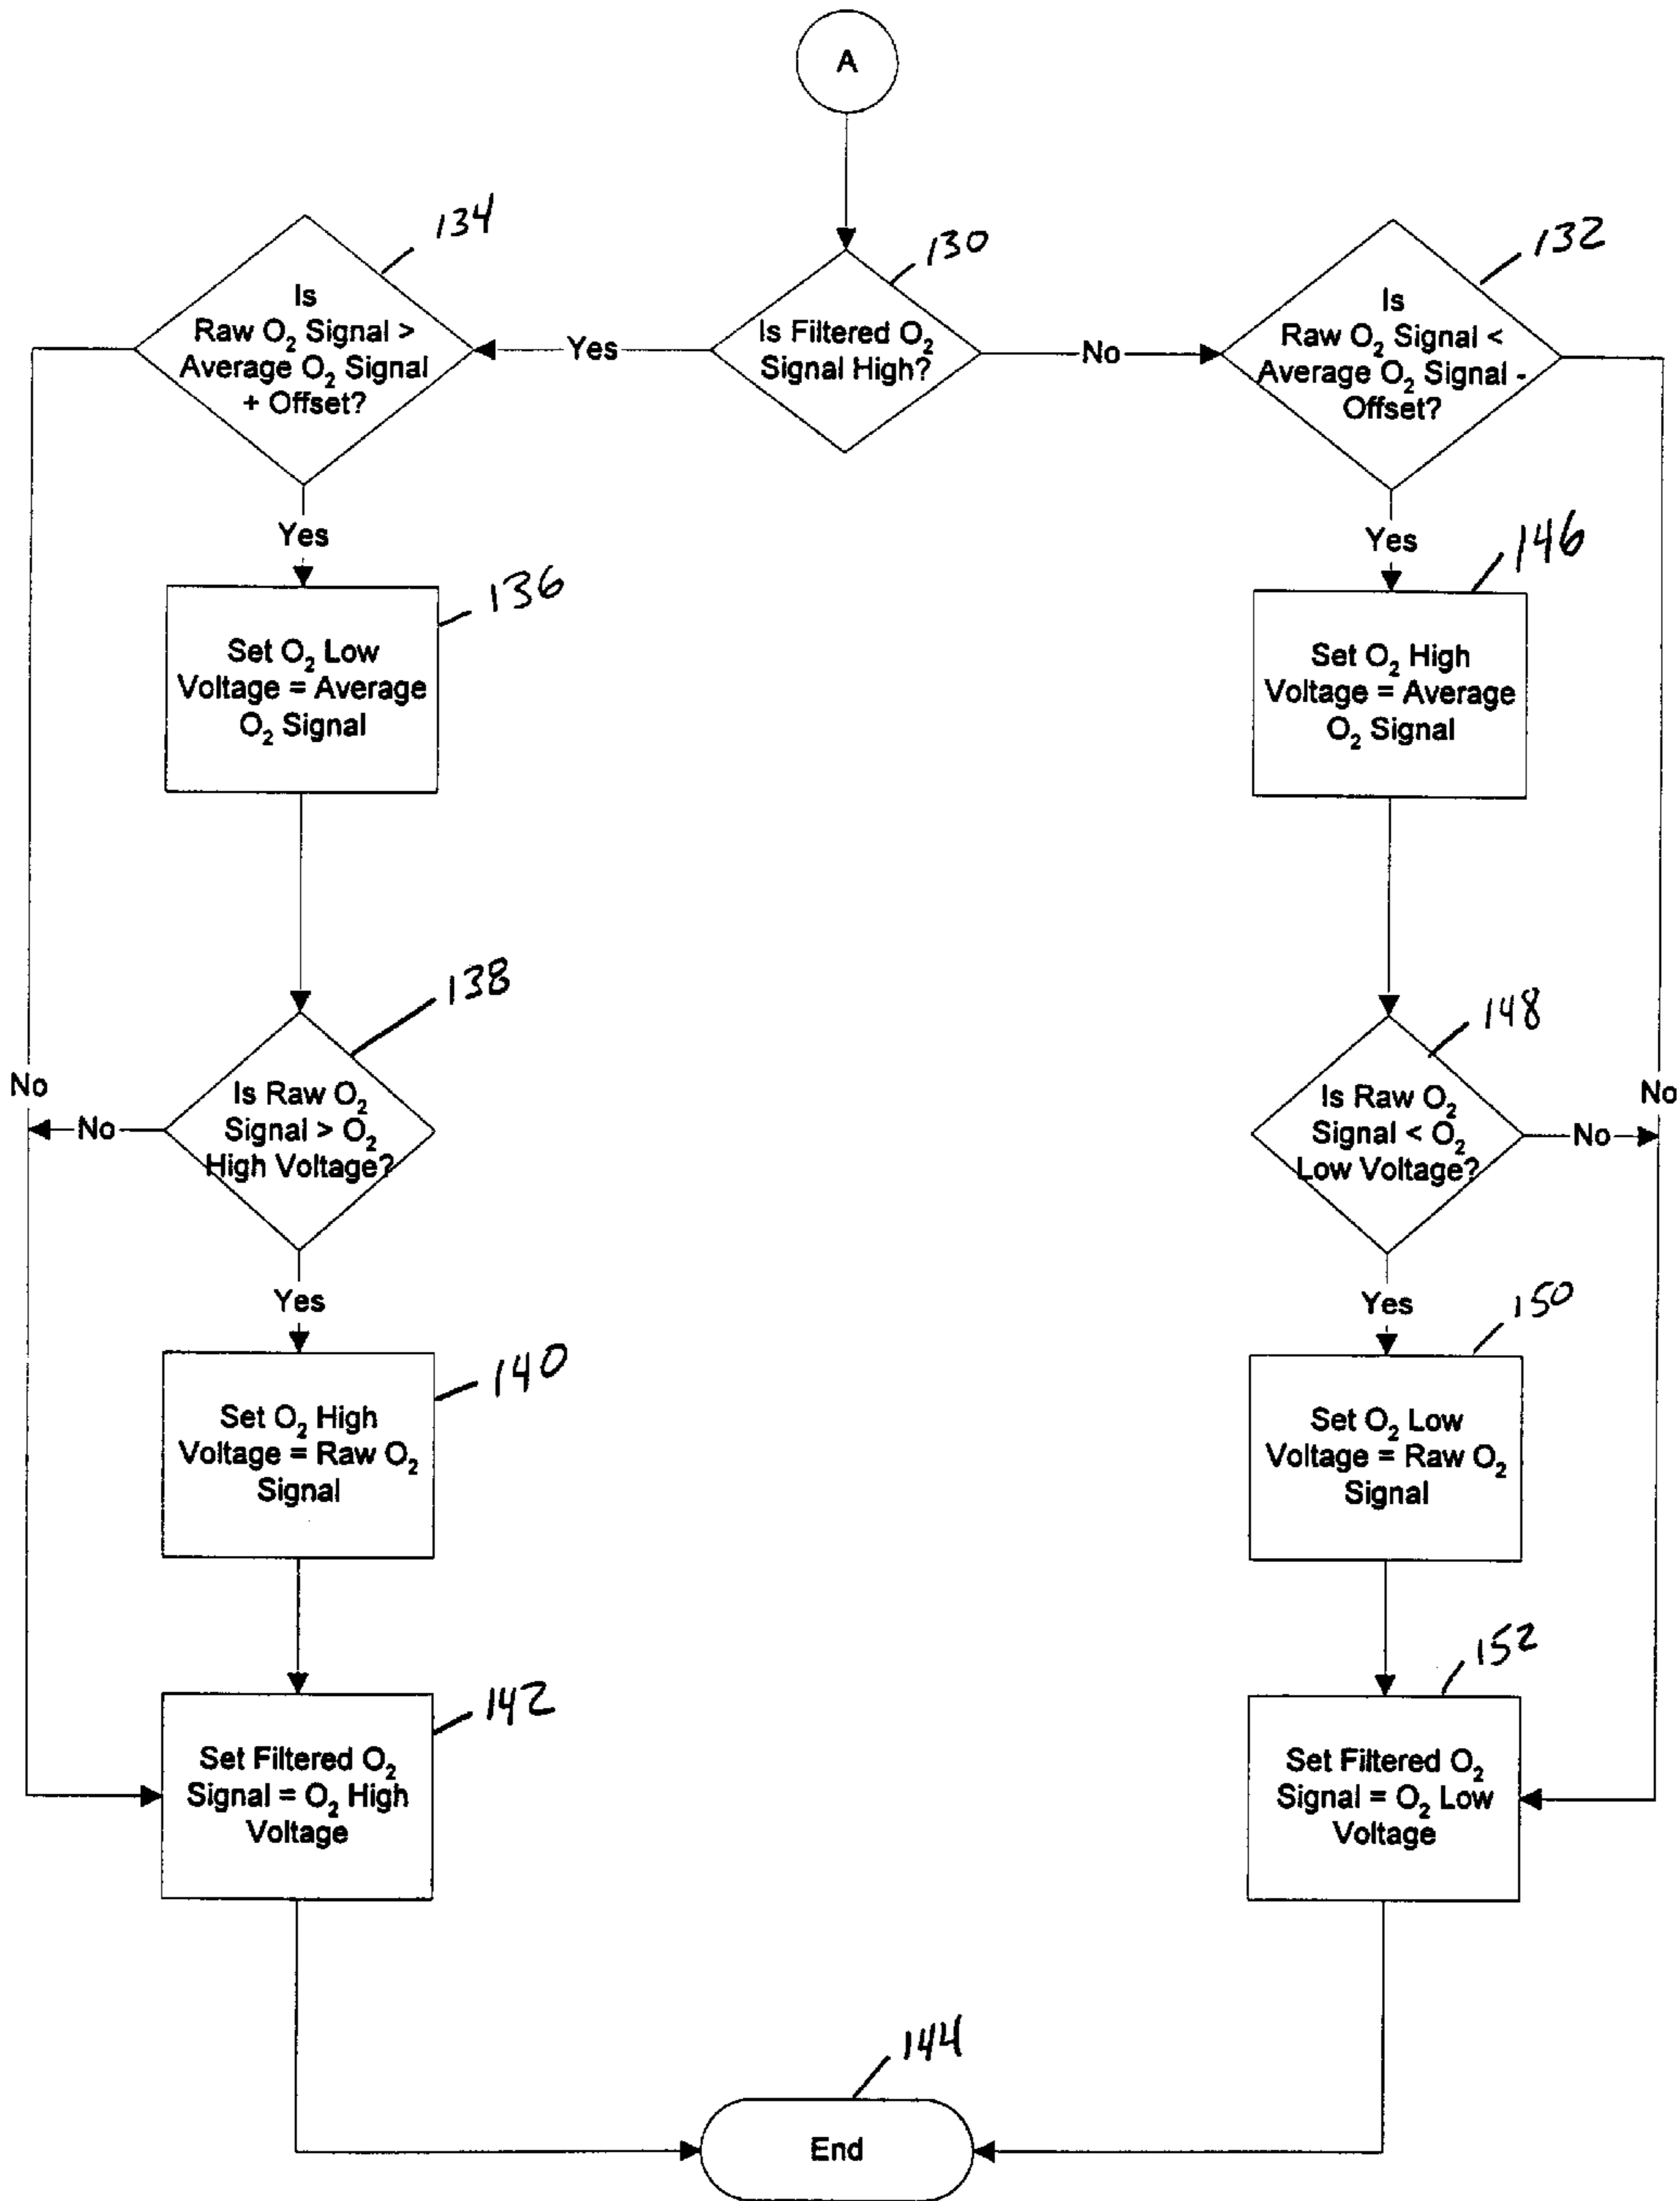 A
134
130
132
Is
Raw O₂ Signal >
Average O₂ Signal
+ Offset?
Yes
Is Filtered O₂
Signal High?
No
Is
Raw O₂ Signal <
Average O₂ Signal -
Offset?
Yes
Yes
136
146
Set O₂ Low
Voltage = Average
O₂ Signal
Set O₂ High
Voltage = Average
O₂ Signal
138
148
No
No
Is Raw O₂
Signal > O₂
High Voltage?
Is Raw O₂
Signal < O₂
Low Voltage?
No
No
Yes
Yes
140
150
Set O₂ High
Voltage = Raw O₂
Signal
Set O₂ Low
Voltage = Raw O₂
Signal
142
152
Set Filtered O₂
Signal = O₂ High
Voltage
Set Filtered O₂
Signal = O₂ Low
Voltage
144
End